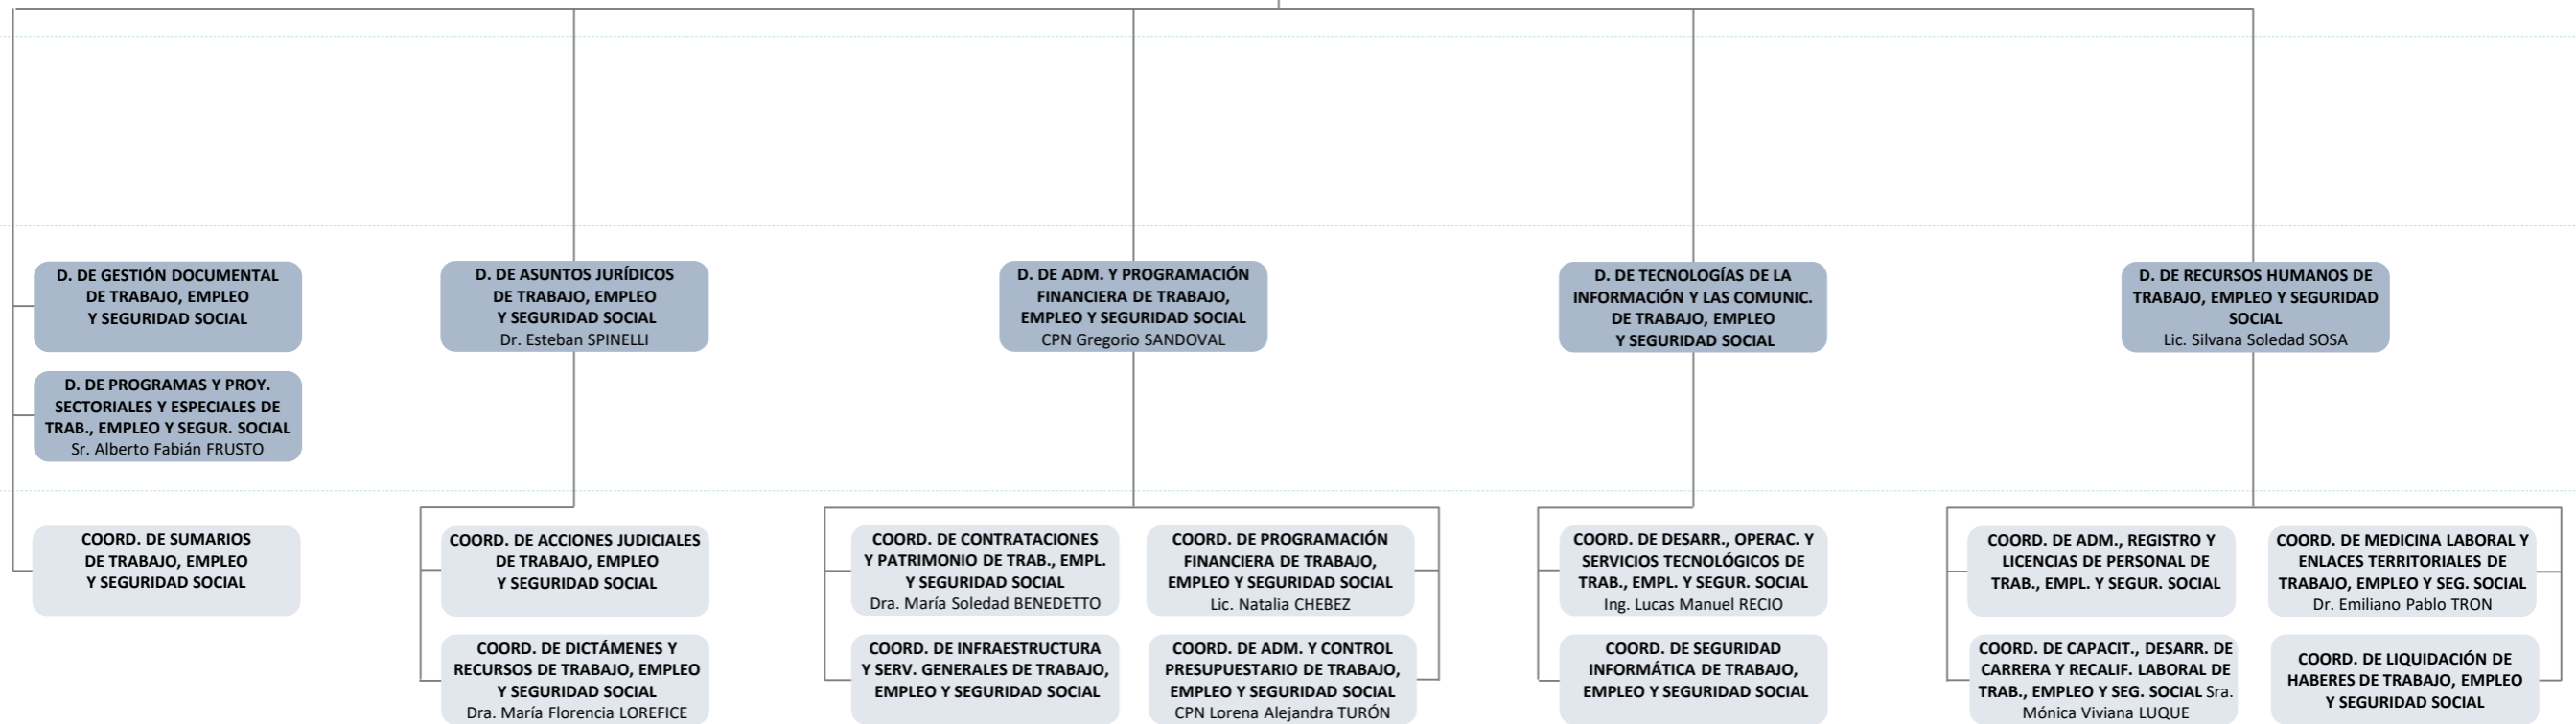 D. DE GESTIÓN DOCUMENTAL
DE TRABAJO, EMPLEO
Y SEGURIDAD SOCIAL
D. DE ASUNTOS JURÍDICOS
DE TRABAJO, EMPLEO
Y SEGURIDAD SOCIAL
Dr. Esteban SPINELLI
D. DE ADM. Y PROGRAMACIÓN
FINANCIERA DE TRABAJO,
EMPLEO Y SEGURIDAD SOCIAL
CPN Gregorio SANDOVAL
D. DE TECNOLOGÍAS DE LA
INFORMACIÓN Y LAS COMUNIC.
DE TRABAJO, EMPLEO
Y SEGURIDAD SOCIAL
D. DE RECURSOS HUMANOS DE
TRABAJO, EMPLEO Y SEGURIDAD
SOCIAL
Lic. Silvana Soledad SOSA
D. DE PROGRAMAS Y PROY.
SECTORIALES Y ESPECIALES DE
TRAB., EMPLEO Y SEGUR. SOCIAL
Sr. Alberto Fabián FRUSTO
COORD. DE SUMARIOS
DE TRABAJO, EMPLEO
Y SEGURIDAD SOCIAL
COORD. DE ACCIONES JUDICIALES
DE TRABAJO, EMPLEO
Y SEGURIDAD SOCIAL
COORD. DE CONTRATACIONES
Y PATRIMONIO DE TRAB., EMPL.
Y SEGURIDAD SOCIAL
Dra. María Soledad BENEDETTO
COORD. DE PROGRAMACIÓN
FINANCIERA DE TRABAJO,
EMPLEO Y SEGURIDAD SOCIAL
Lic. Natalia CHEBEZ
COORD. DE DESARR., OPERAC. Y
SERVICIOS TECNOLÓGICOS DE
TRAB., EMPL. Y SEGUR. SOCIAL
Ing. Lucas Manuel RECIO
COORD. DE ADM., REGISTRO Y
LICENCIAS DE PERSONAL DE
TRAB., EMPL. Y SEGUR. SOCIAL
COORD. DE MEDICINA LABORAL Y
ENLACES TERRITORIALES DE
TRABAJO, EMPLEO Y SEG. SOCIAL
Dr. Emiliano Pablo TRON
COORD. DE DICTÁMENES Y
RECURSOS DE TRABAJO, EMPLEO
Y SEGURIDAD SOCIAL
Dra. María Florencia LOREFICE
COORD. DE INFRAESTRUCTURA
Y SERV. GENERALES DE TRABAJO,
EMPLEO Y SEGURIDAD SOCIAL
COORD. DE ADM. Y CONTROL
PRESUPUESTARIO DE TRABAJO,
EMPLEO Y SEGURIDAD SOCIAL
CPN Lorena Alejandra TURÓN
COORD. DE SEGURIDAD
INFORMÁTICA DE TRABAJO,
EMPLEO Y SEGURIDAD SOCIAL
COORD. DE CAPACIT., DESARR. DE
CARRERA Y RECALIF. LABORAL DE
TRAB., EMPLEO Y SEG. SOCIAL Sra.
Mónica Viviana LUQUE
COORD. DE LIQUIDACIÓN DE
HABERES DE TRABAJO, EMPLEO
Y SEGURIDAD SOCIAL